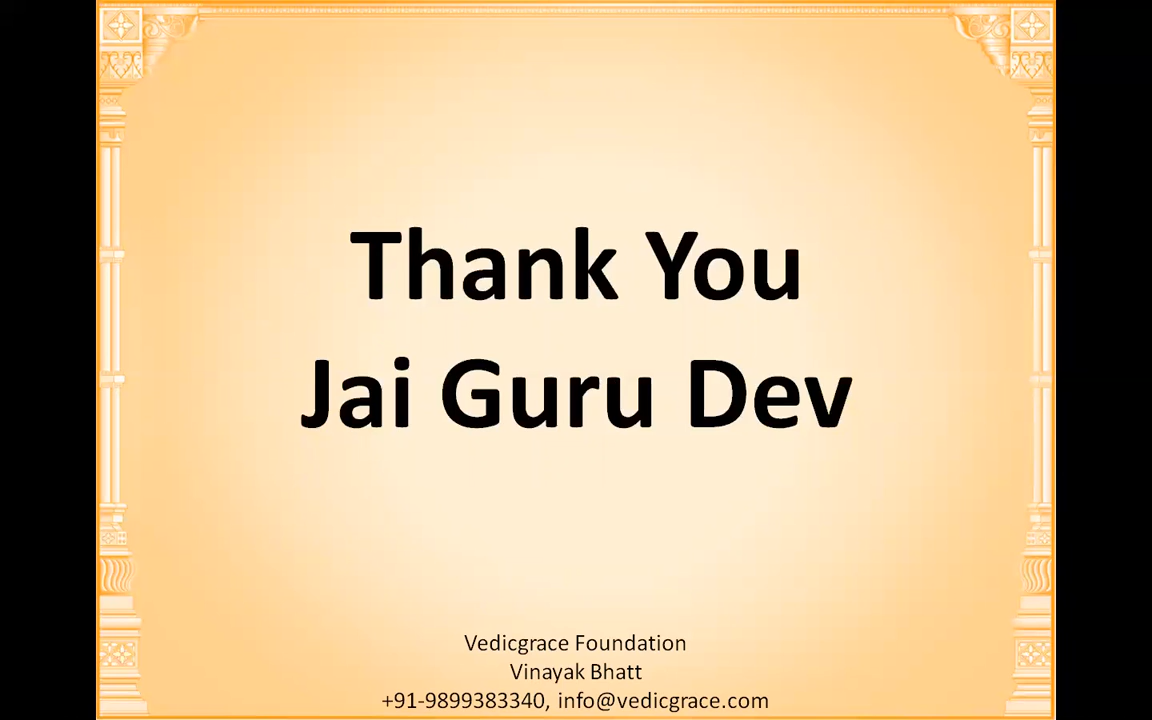 Thank You
Jai Guru Dev
Vedicgrace Foundation
Vinayak Bhatt
+91-9899383340, info@vedicgrace.com